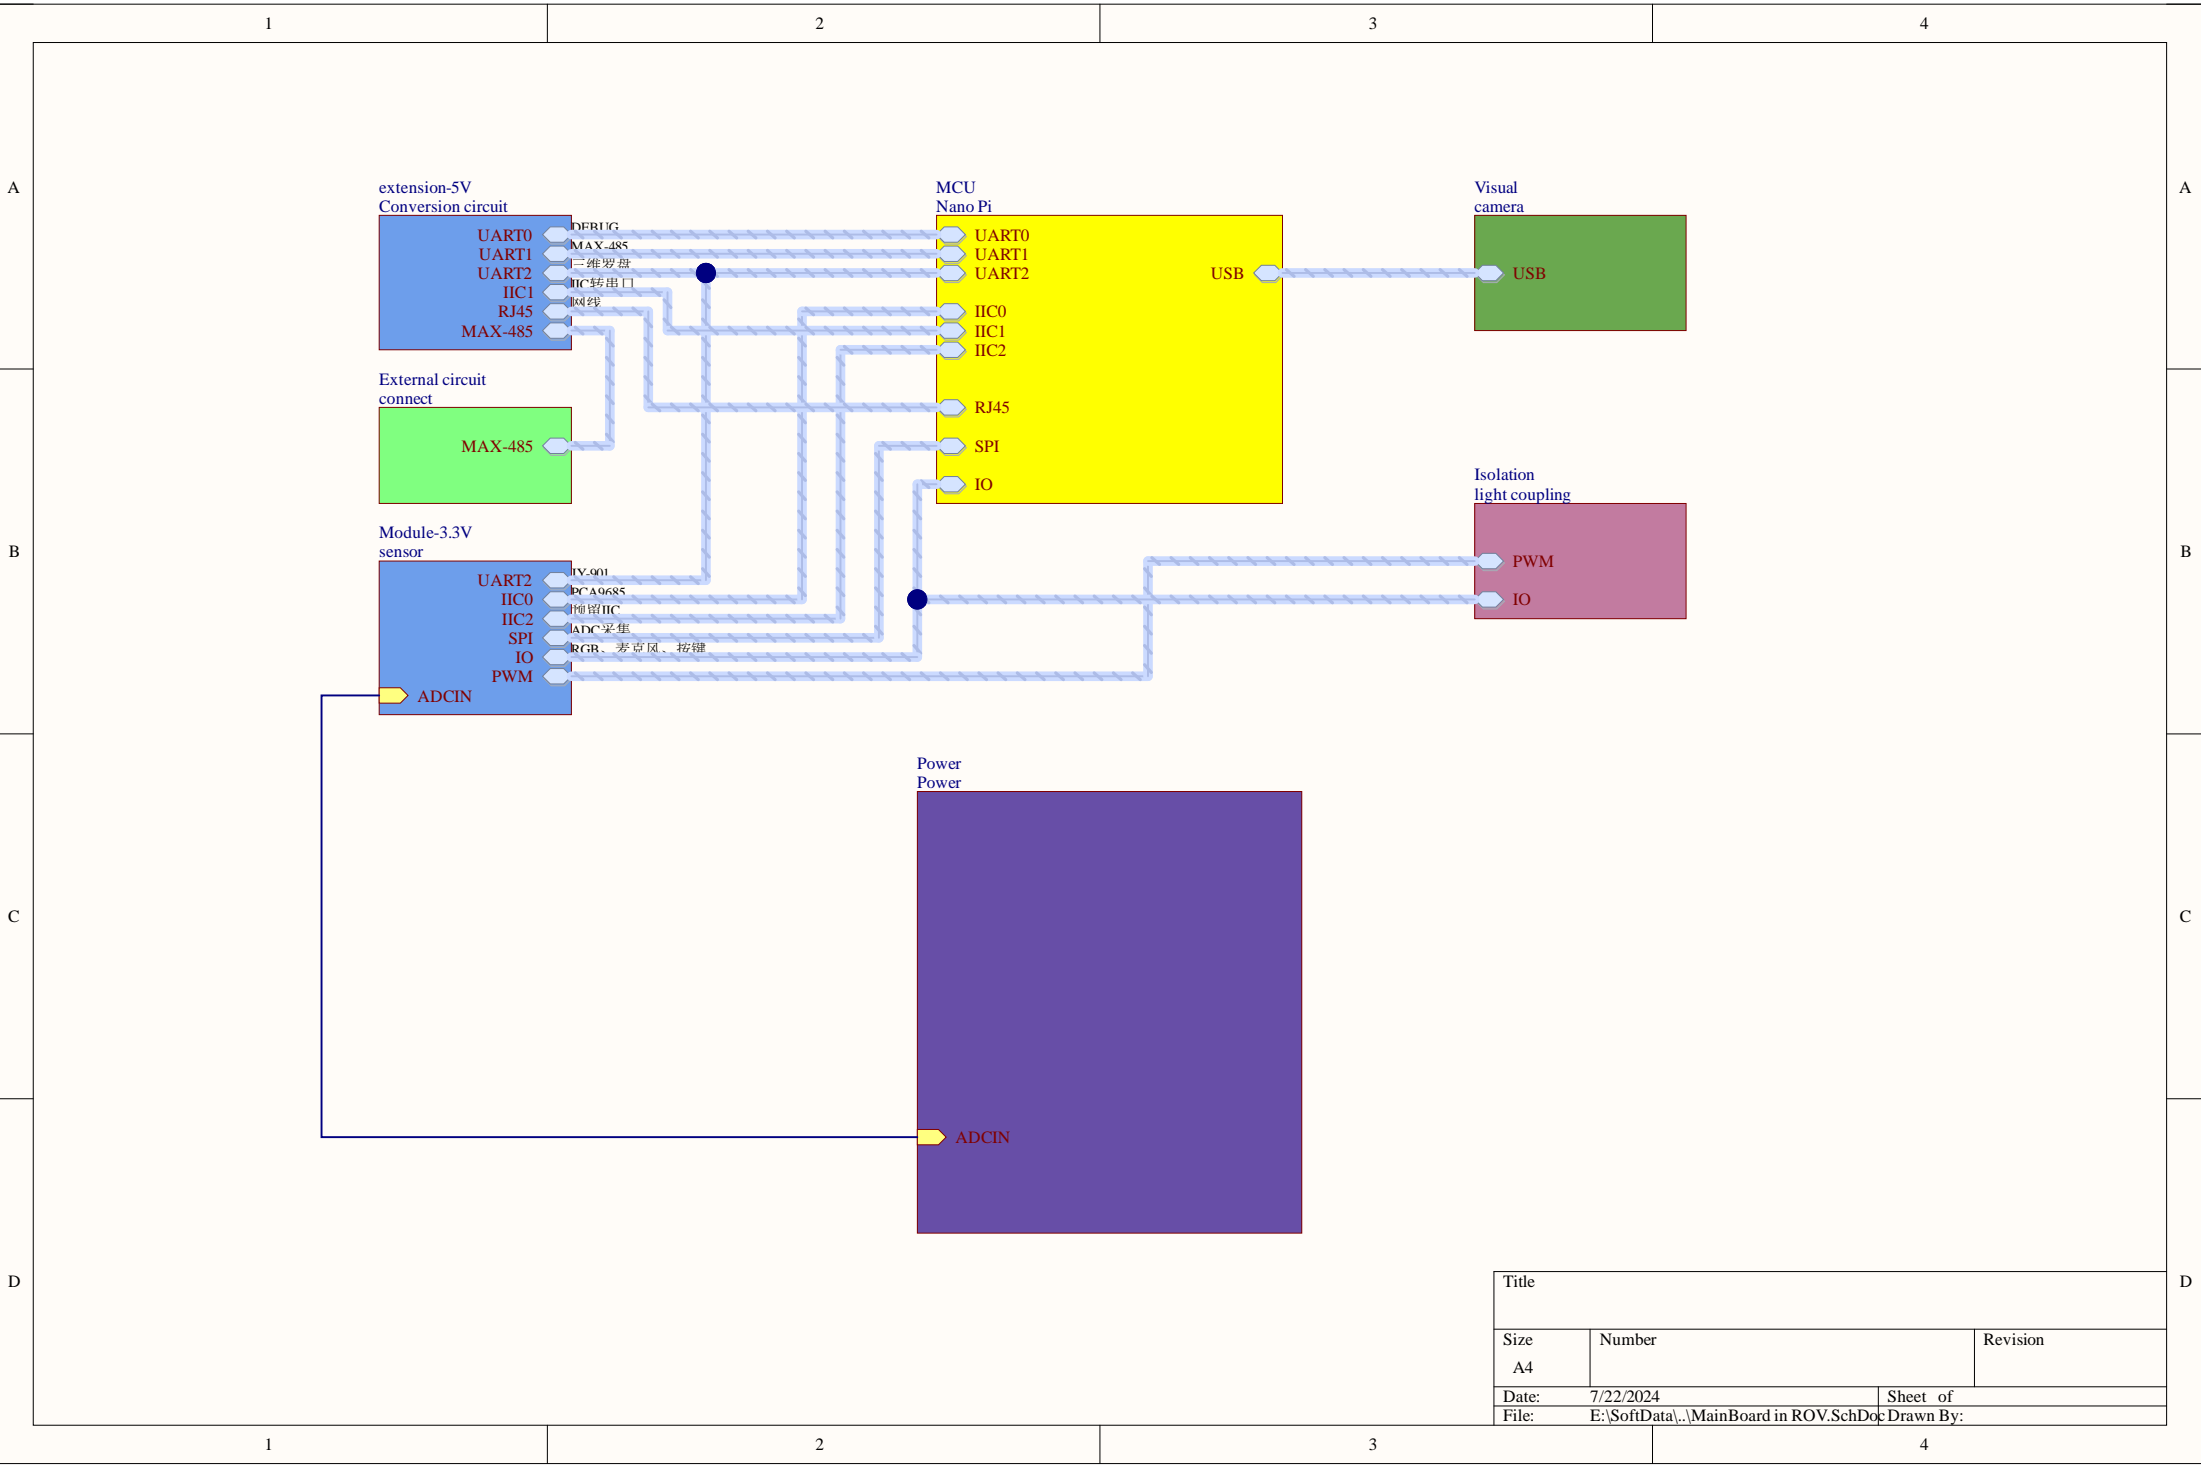 1 2 3 4
A A
extension-5V
Conversion circuit
UART0 DEBUG
UART1 MAX-485
UART2 三维罗盘
IIC1 IIC转串口
RJ45 网线
MAX-485
MCU
Nano Pi
UART0
UART1
UART2
IIC0
IIC1
IIC2
RJ45
SPI
IO
USB
Visual
camera
USB
External circuit
connect
MAX-485
Isolation
light coupling
PWM
IO
B B
Module-3.3V
sensor
UART2 JY-901
IIC0 PCA9685
IIC2 预留IIC
SPI ADC采集
IO RGB、麦克风、按键
PWM
ADCIN
Power
Power
ADCIN
C C
D D
Title
Size Number Revision
A4
Date: 7/22/2024 Sheet of
File: E:\SoftData\..\MainBoard in ROV.SchDoc Drawn By:
1 2 3 4